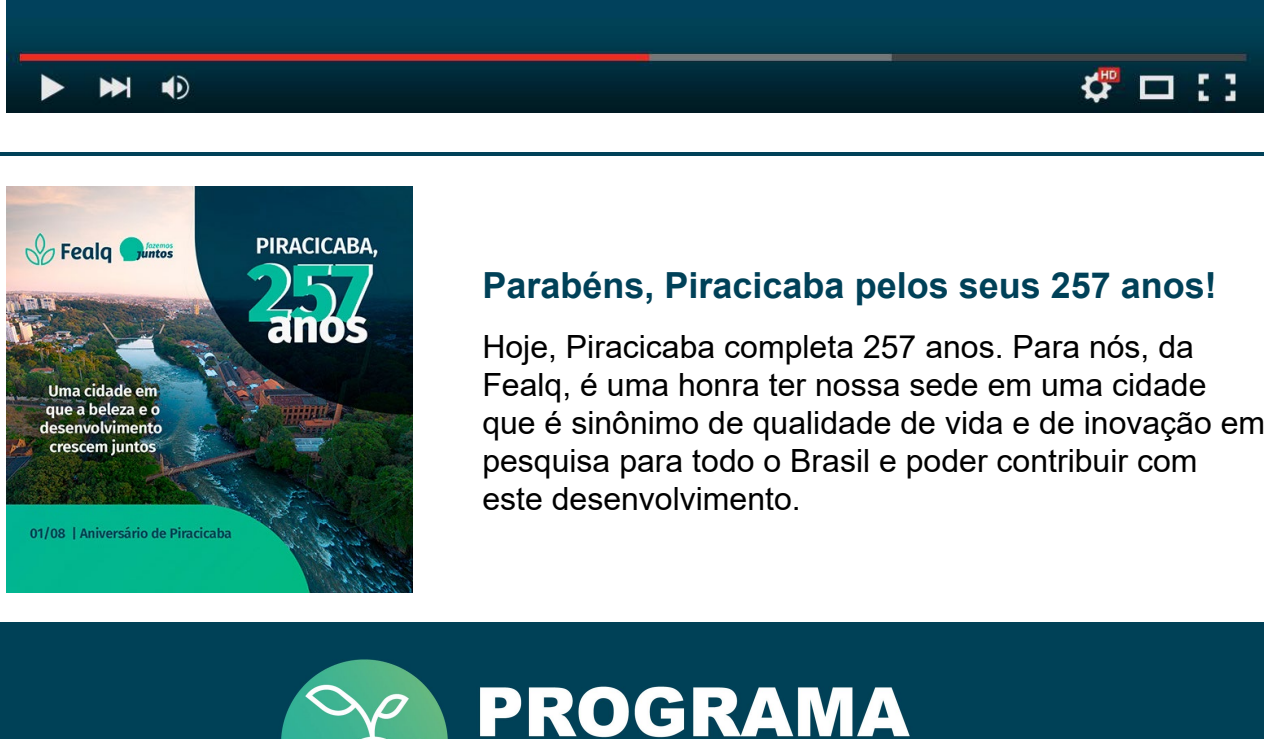 HD
Fealq fazemos juntos
PIRACICABA,
257
anos
Uma cidade em
que a beleza e o
desenvolvimento
crescem juntos
01/08 | Aniversário de Piracicaba
Parabéns, Piracicaba pelos seus 257 anos!
Hoje, Piracicaba completa 257 anos. Para nós, da
Fealq, é uma honra ter nossa sede em uma cidade
que é sinônimo de qualidade de vida e de inovação em
pesquisa para todo o Brasil e poder contribuir com
este desenvolvimento.
PROGRAMA